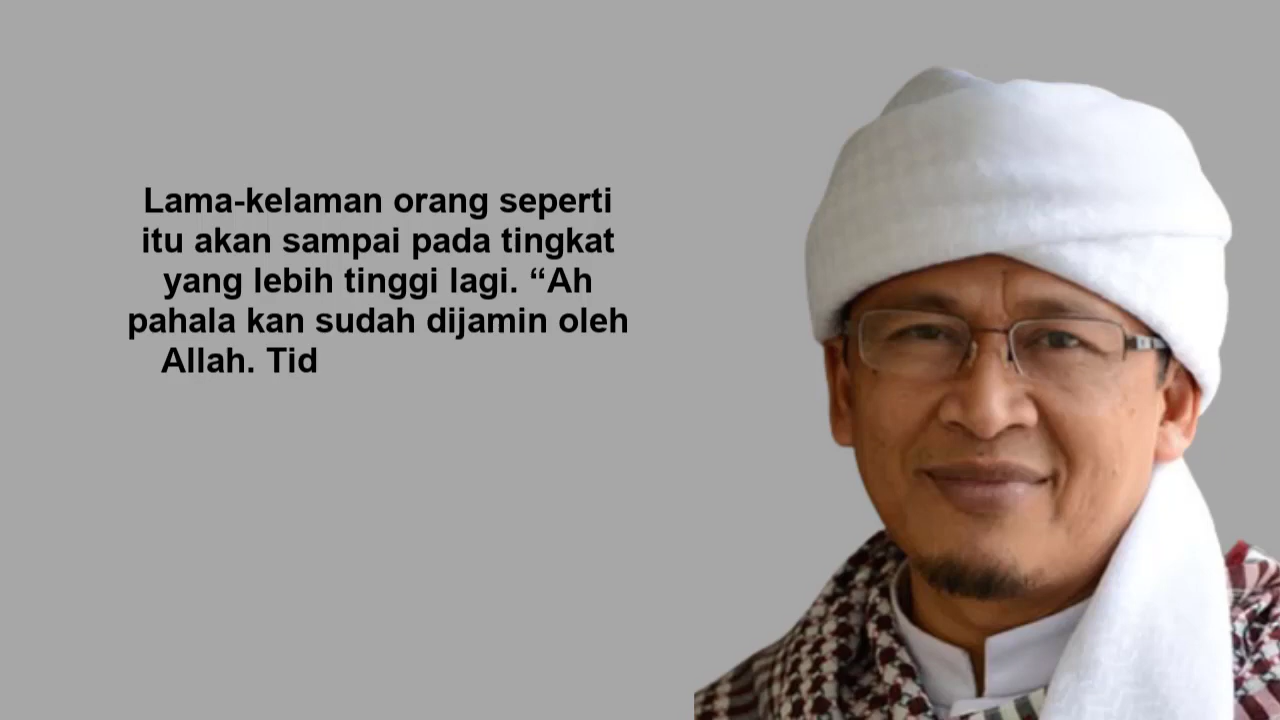 Lama-kelaman orang seperti
itu akan sampai pada tingkat
yang lebih tinggi lagi. “Ah
pahala kan sudah dijamin oleh
Allah. Tid